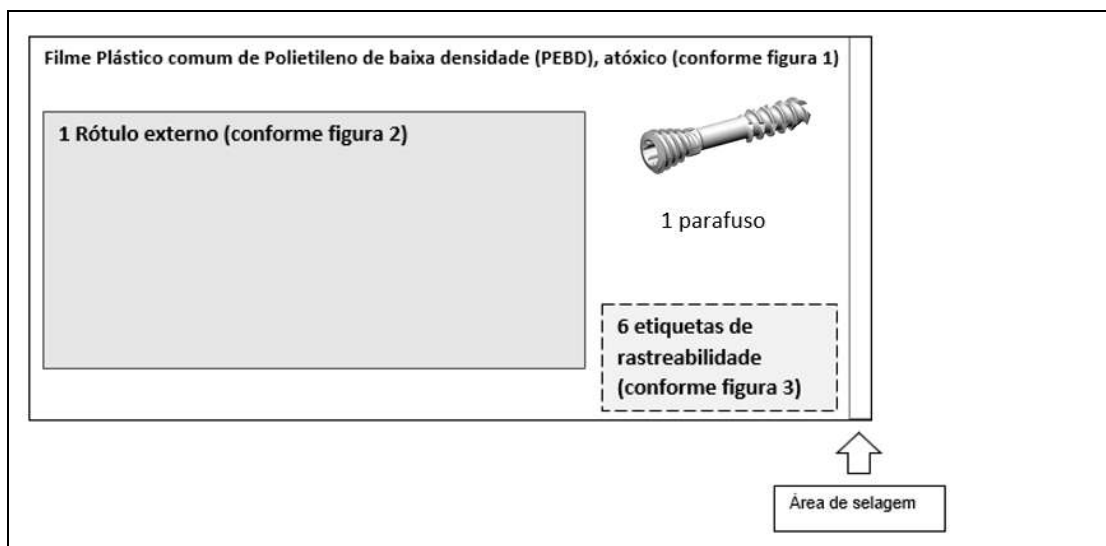 Filme Plástico comum de Polietileno de baixa densidade (PEBD), atóxico (conforme figura 1)
1 Rótulo externo (conforme figura 2)
1 parafuso
6 etiquetas de
rastreabilidade
(conforme figura 3)
Área de selagem